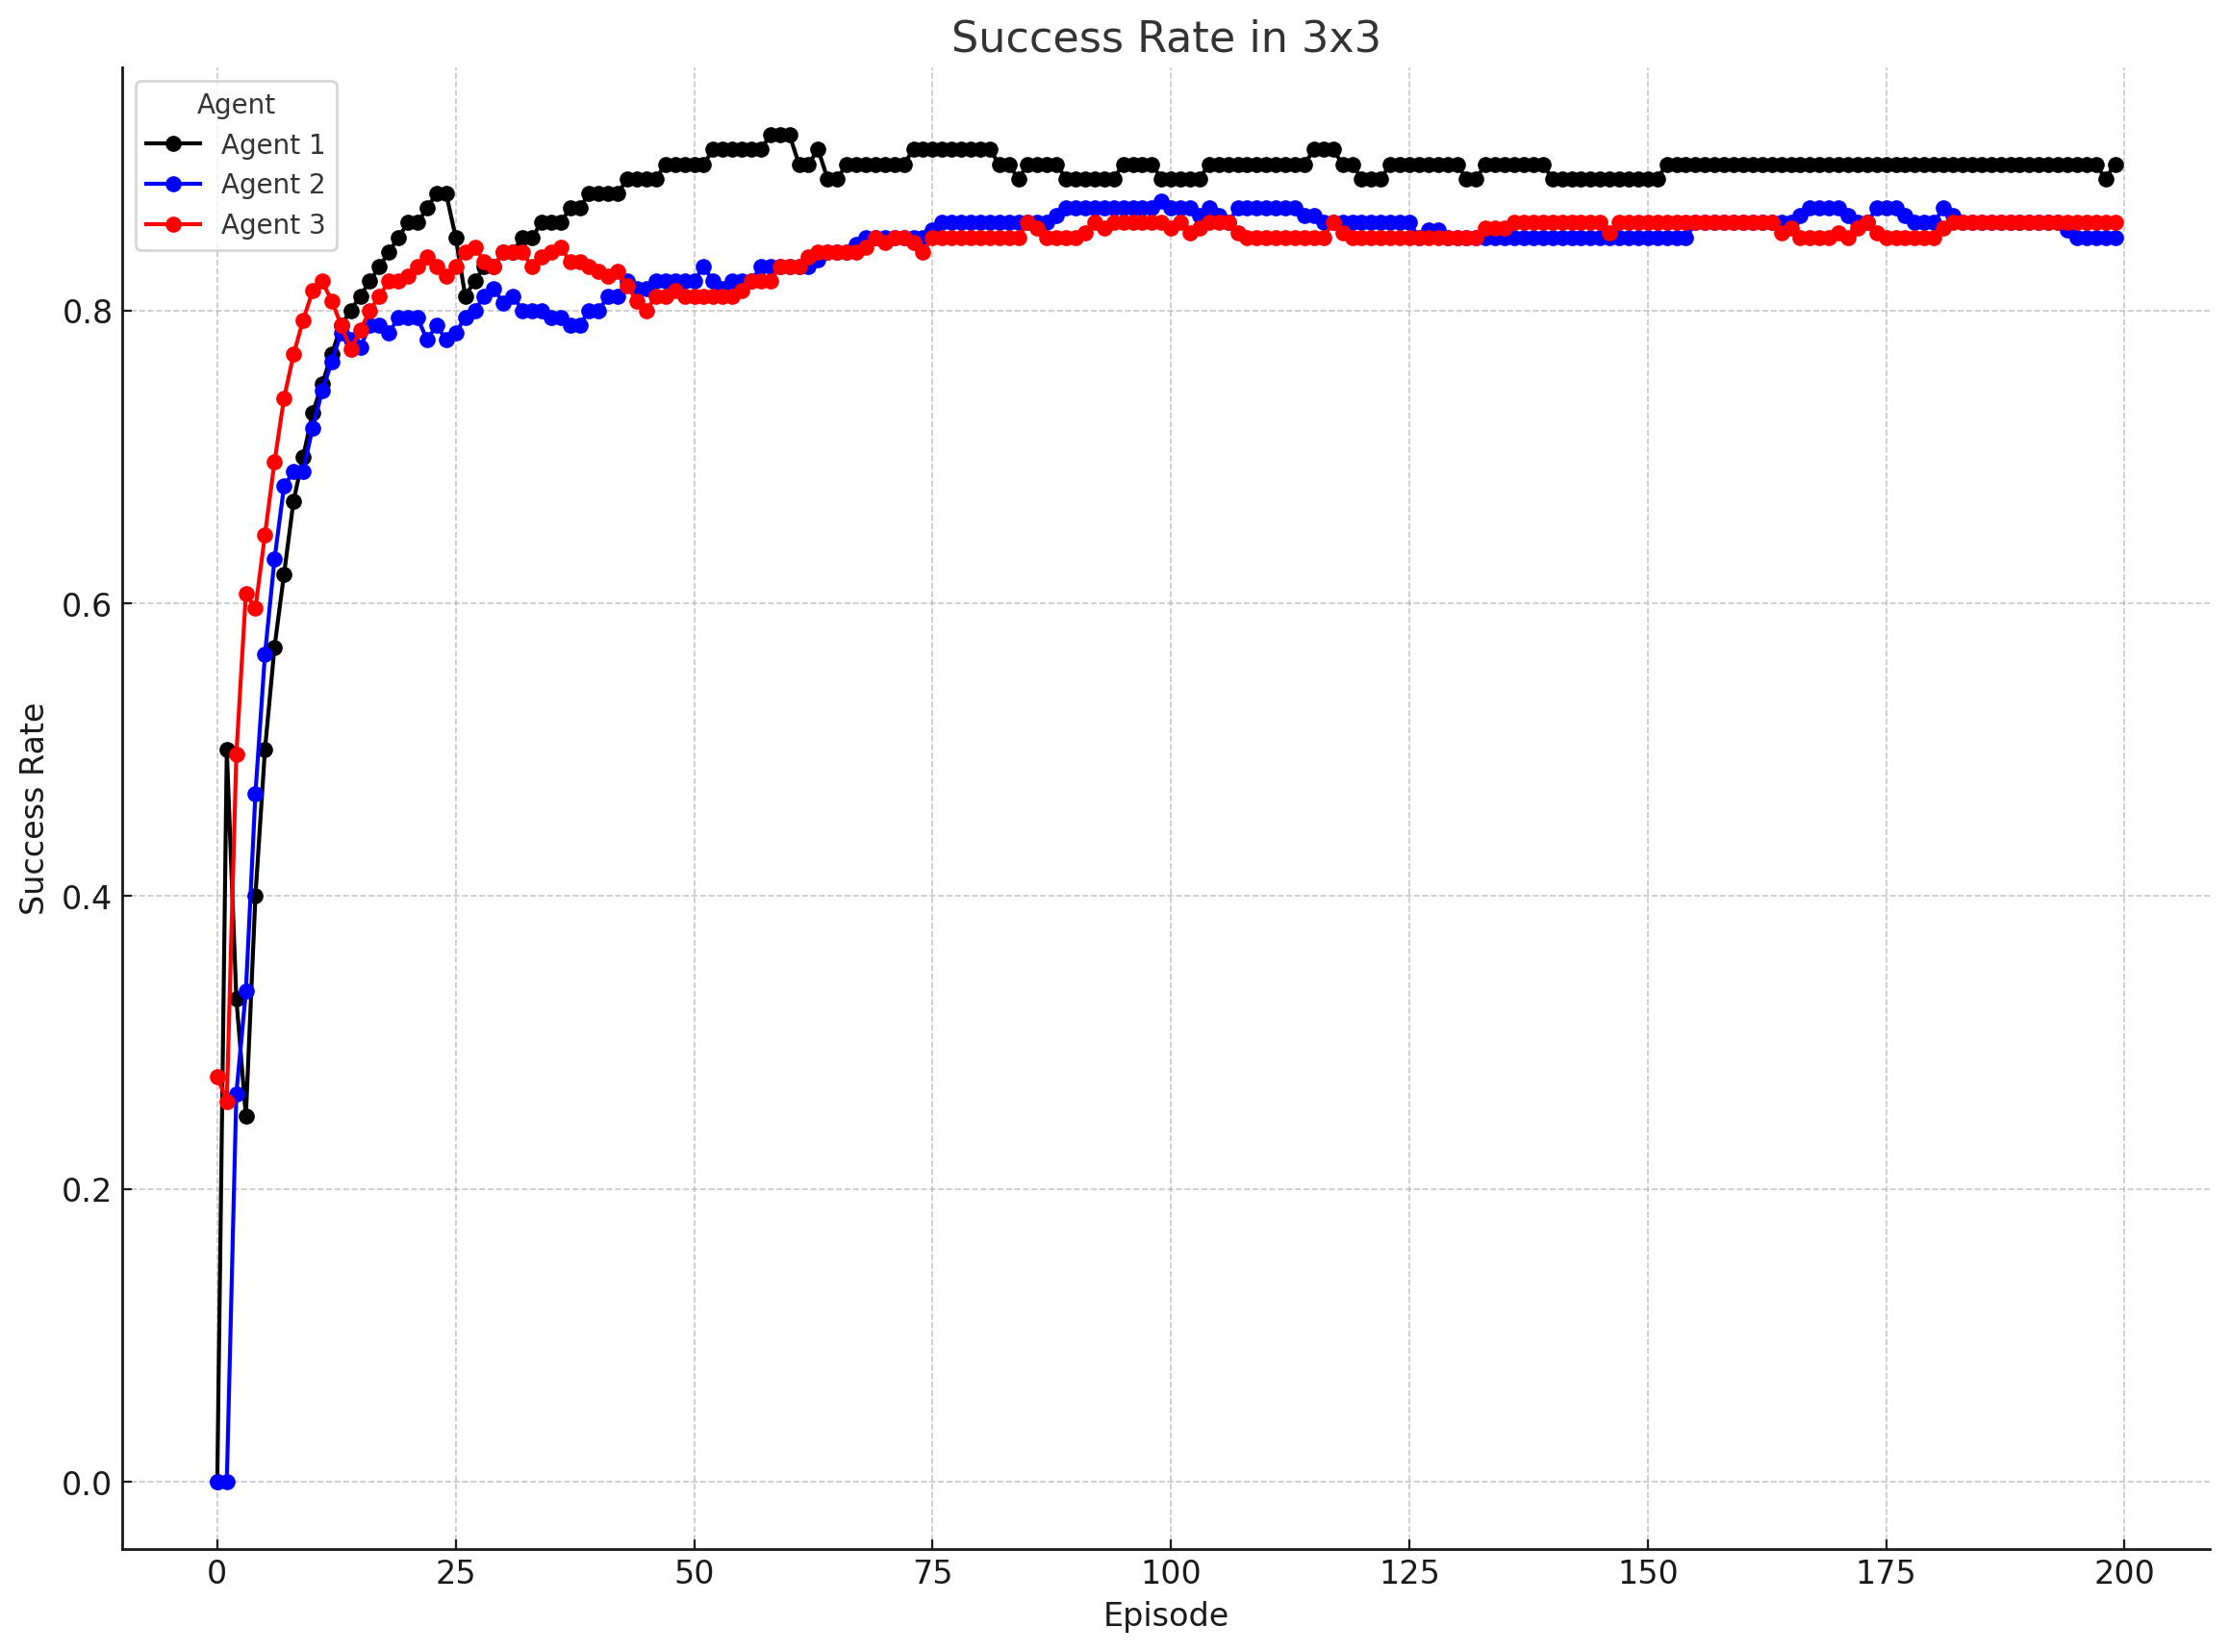 Success Rate in 3x3
Agent
Agent 1
Agent 2
Agent 3
Success Rate
0.8
0.6
0.4
0.2
0.0
0 25 50 75 100 125 150 175 200
Episode